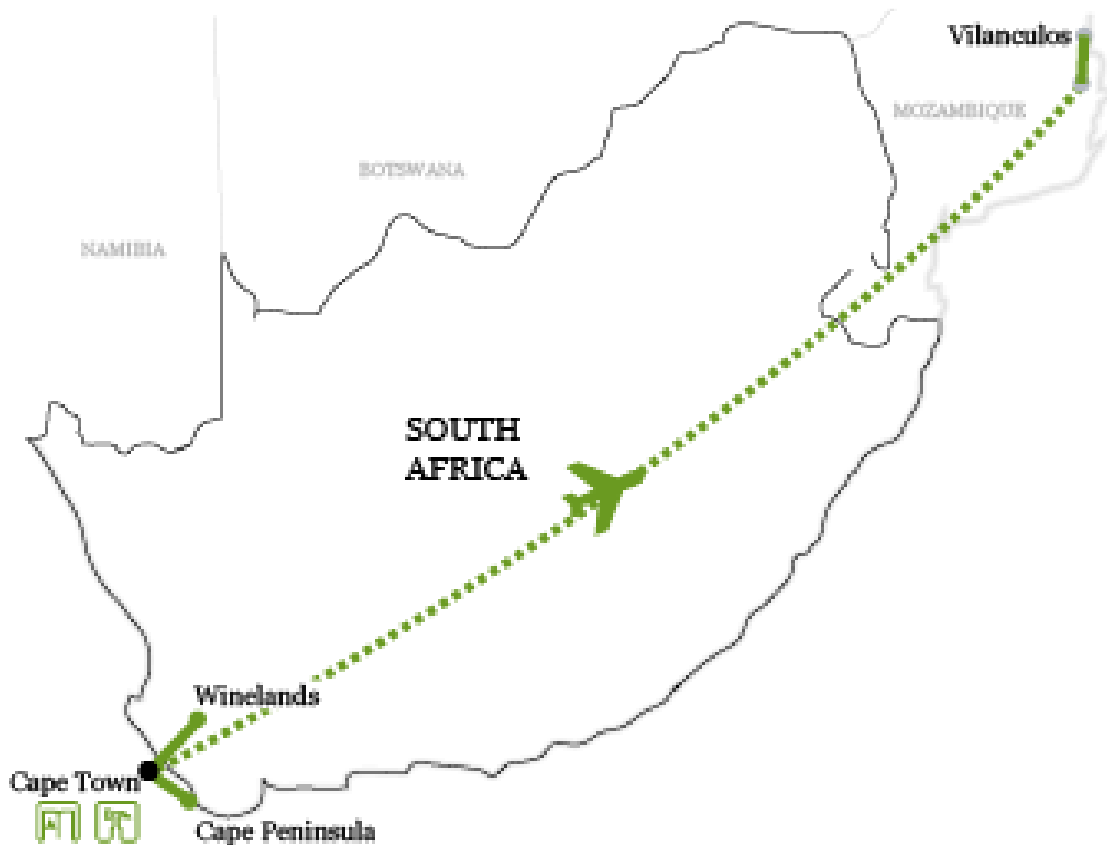 Vilanculos
MOZAMBIQUE
BOTSWANA
NAMIBIA
SOUTH
AFRICA
Winelands
Cape Town
Cape Peninsula